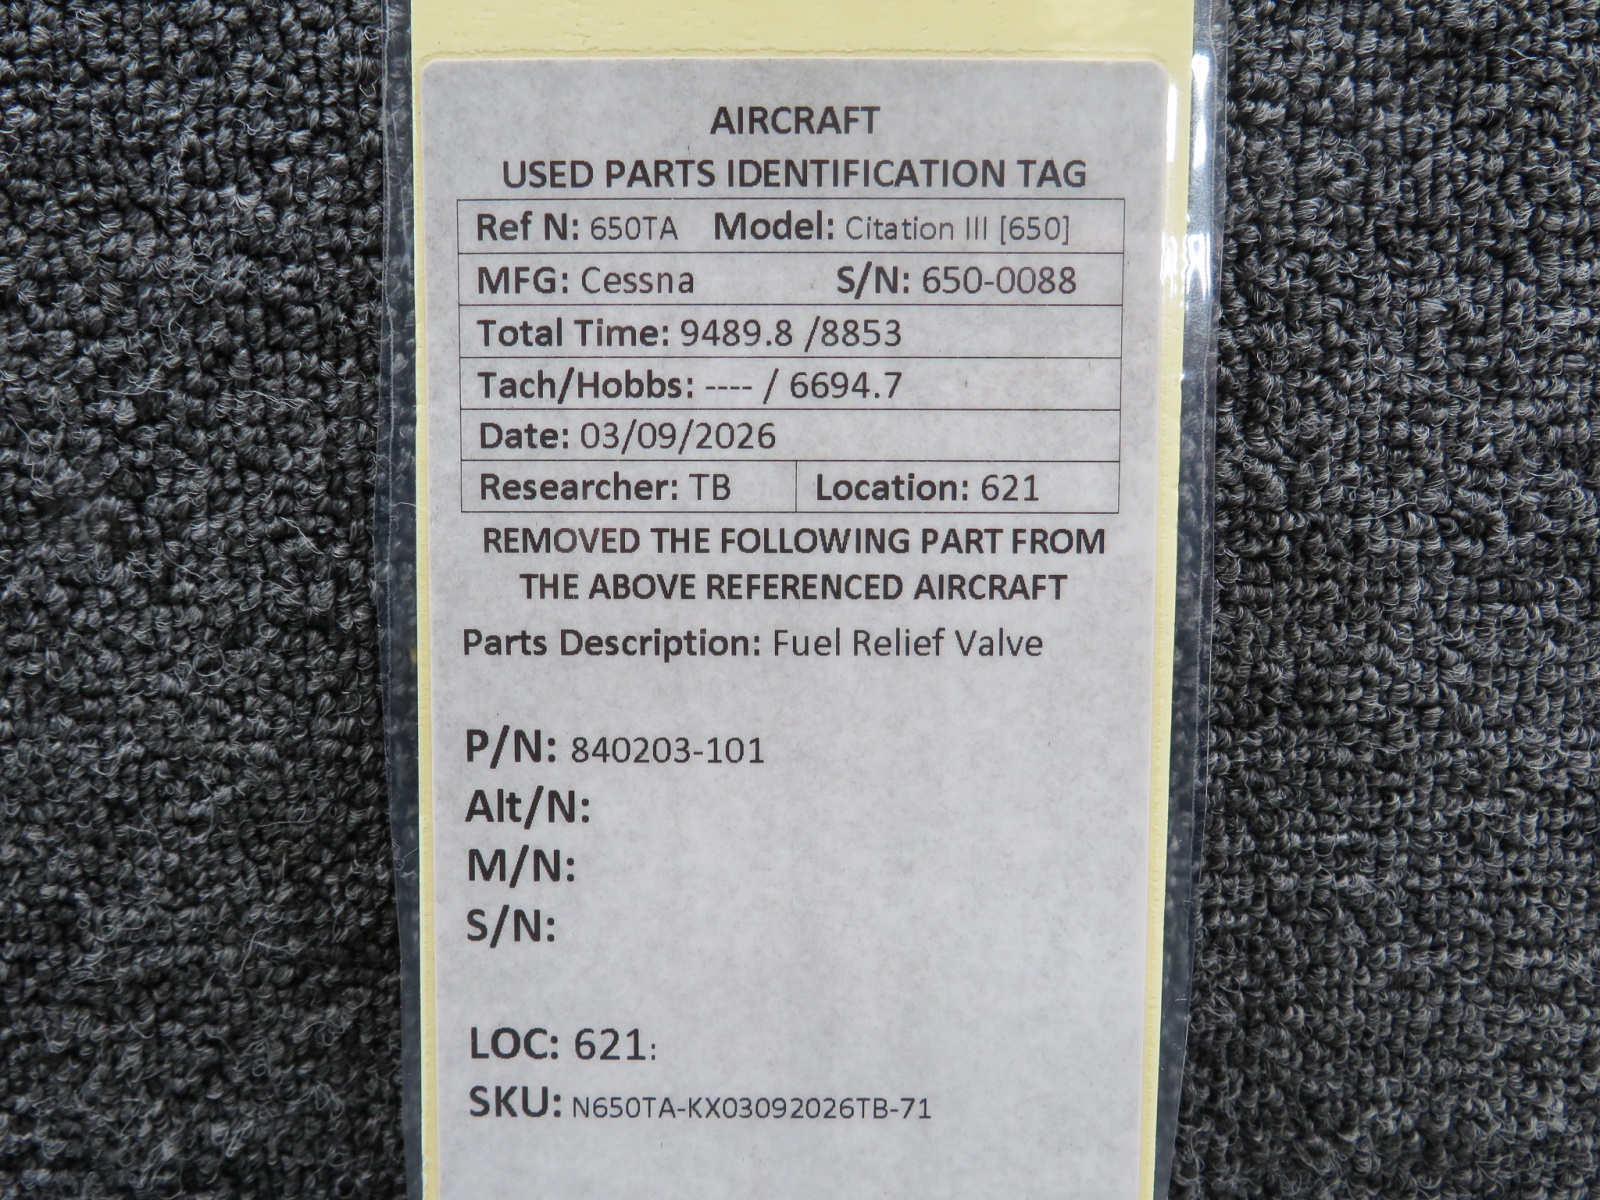 AIRCRAFT
USED PARTS IDENTIFICATION TAG
Ref N: 650TA Model: Citation III [650]
MFG: Cessna S/N: 650-0088
Total Time: 9489.8 /8853
Tach/Hobbs: ---- / 6694.7
Date: 03/09/2026
Researcher: TB Location: 621
REMOVED THE FOLLOWING PART FROM
THE ABOVE REFERENCED AIRCRAFT
Parts Description: Fuel Relief Valve
P/N: 840203-101
Alt/N:
M/N:
S/N:
LOC: 621:
SKU: N650TA-KX03092026TB-71